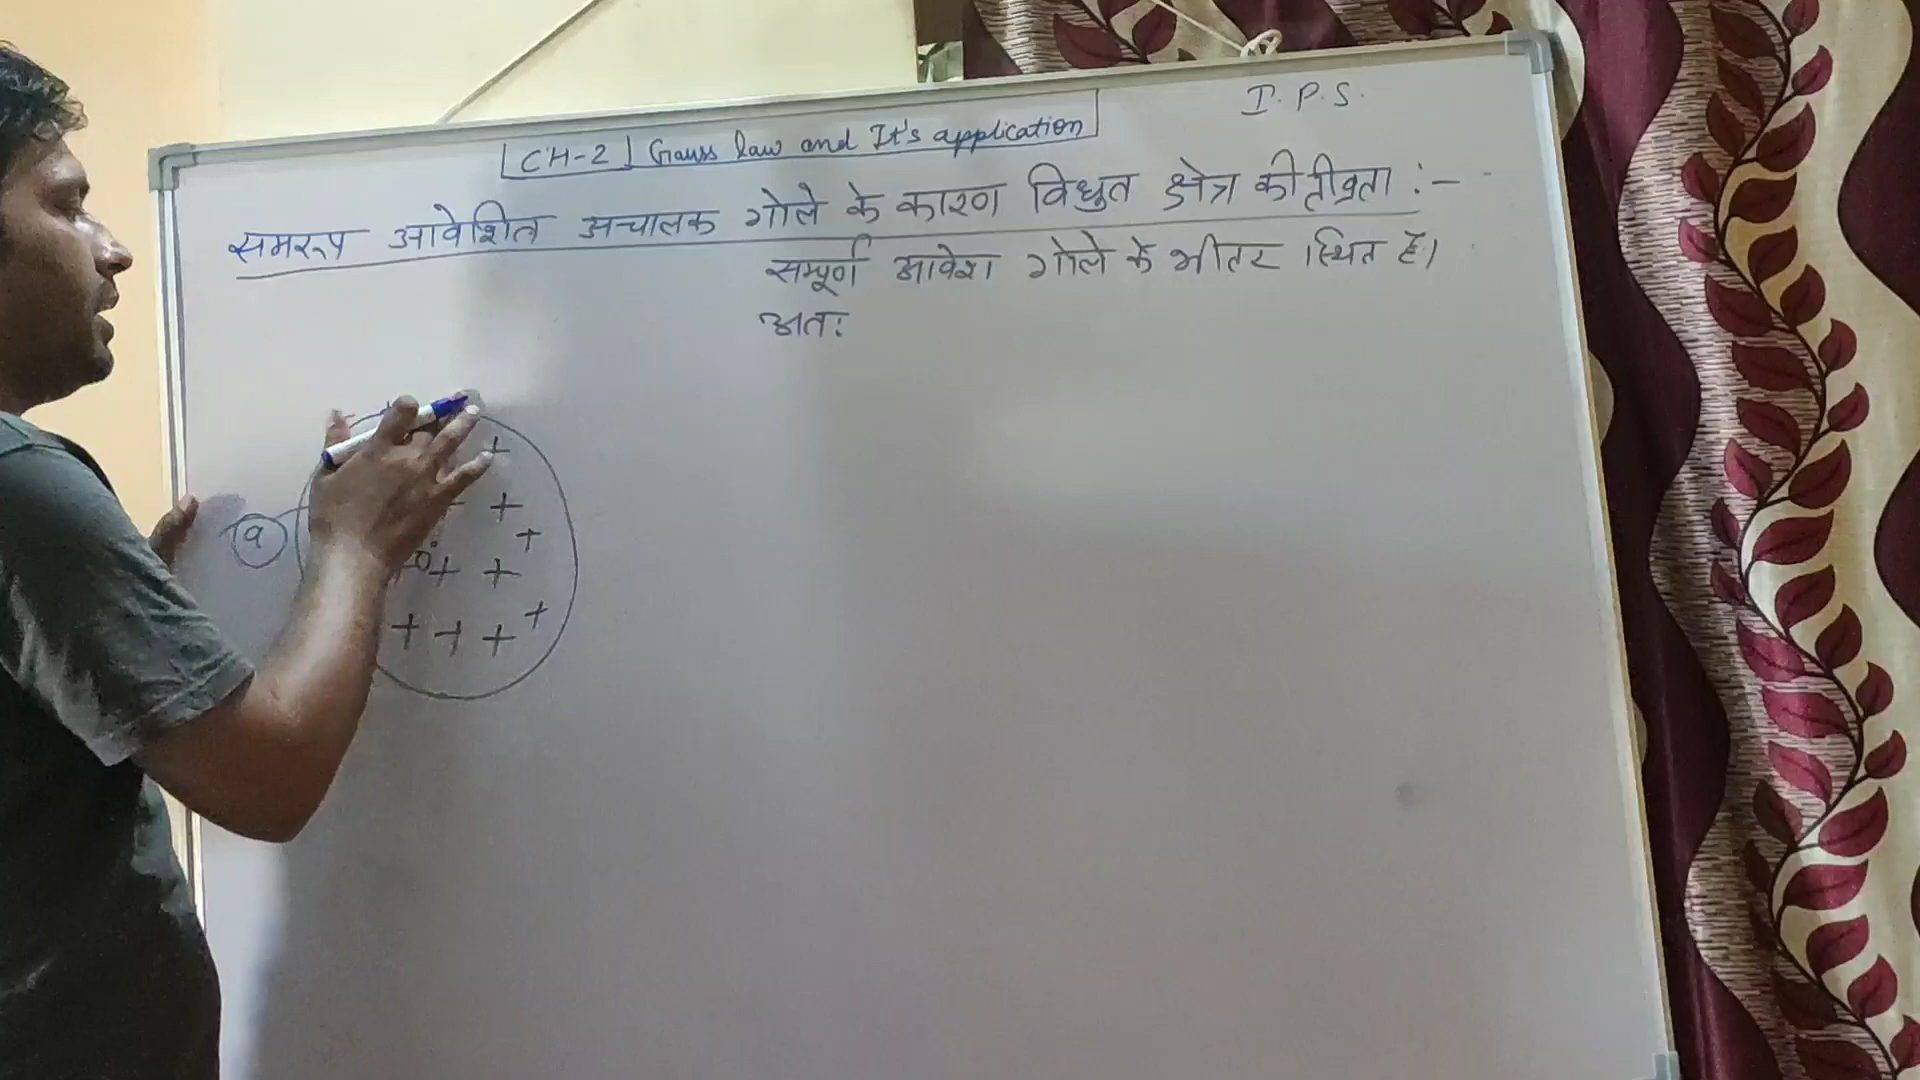 I.P.S.
CH-2 Gauss law and It's application
समरूप आवेशित अचालक गोले के कारण विधुत क्षेत्र की तीव्रता :-
सम्पूर्ण आवेश गोले के भीतर स्थित है।
अतः
+
+ +
+
q
O + +
+
+ + +